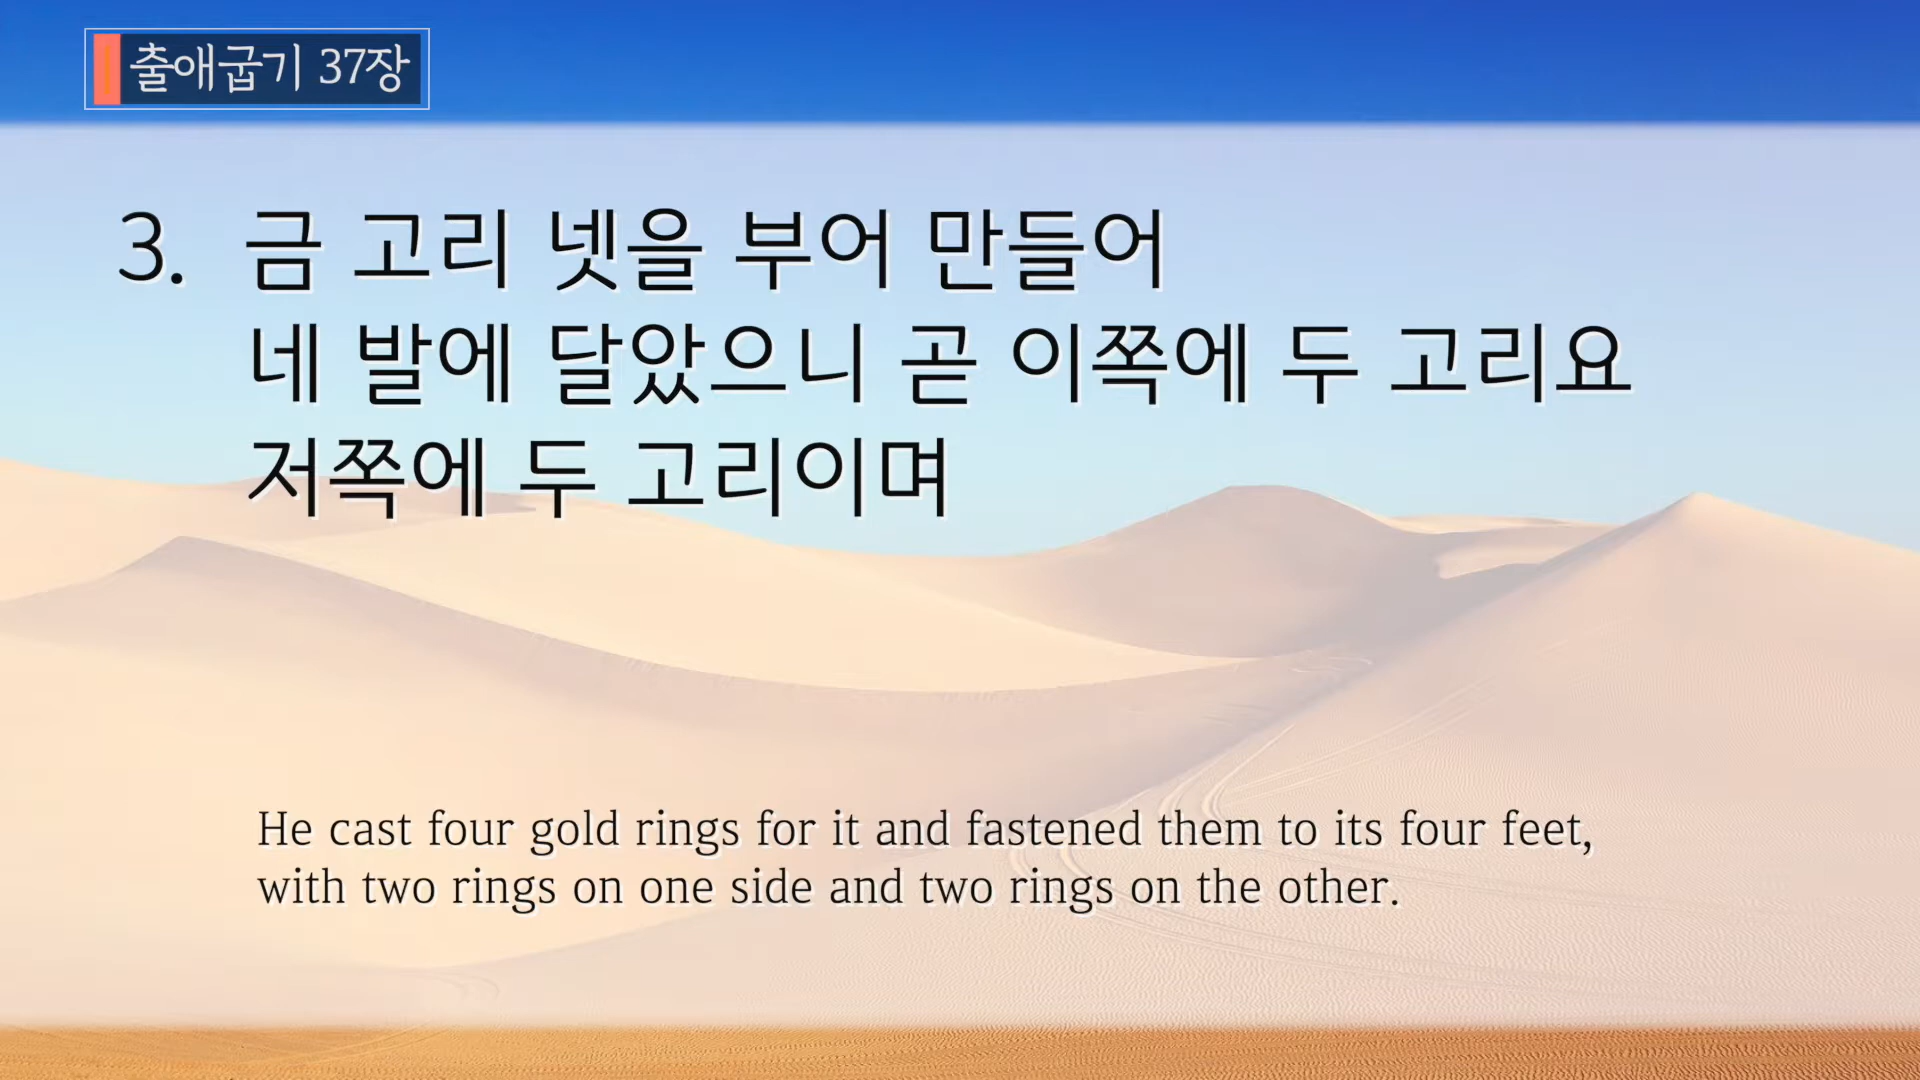 출애굽기 37장
3. 금 고리 넷을 부어 만들어
네 발에 달았으니 곧 이쪽에 두 고리요
저쪽에 두 고리이며
He cast four gold rings for it and fastened them to its four feet,
with two rings on one side and two rings on the other.